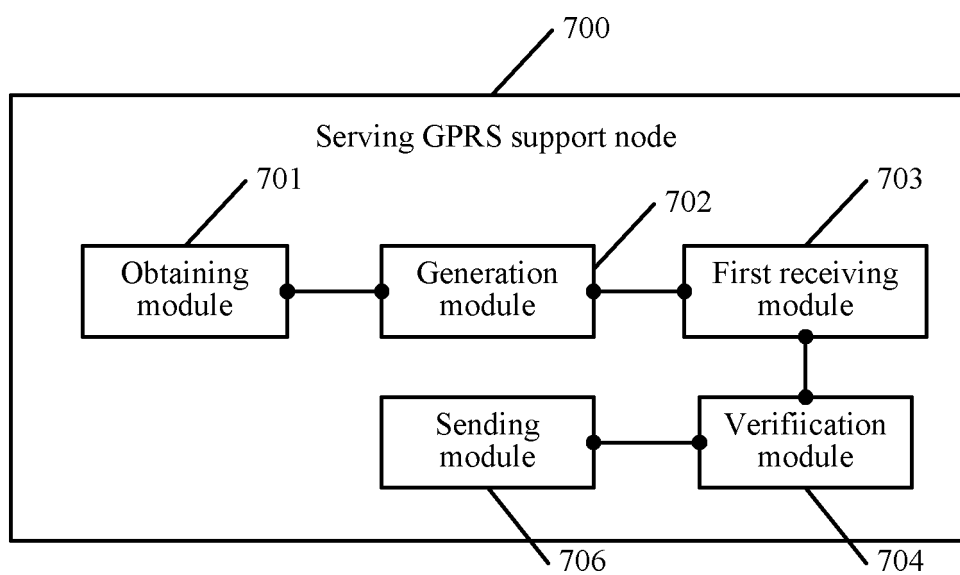 700
Serving GPRS support node
701
702
703
Obtaining
module
Generation
module
First receiving
module
Sending
module
Verifiication
module
706
704